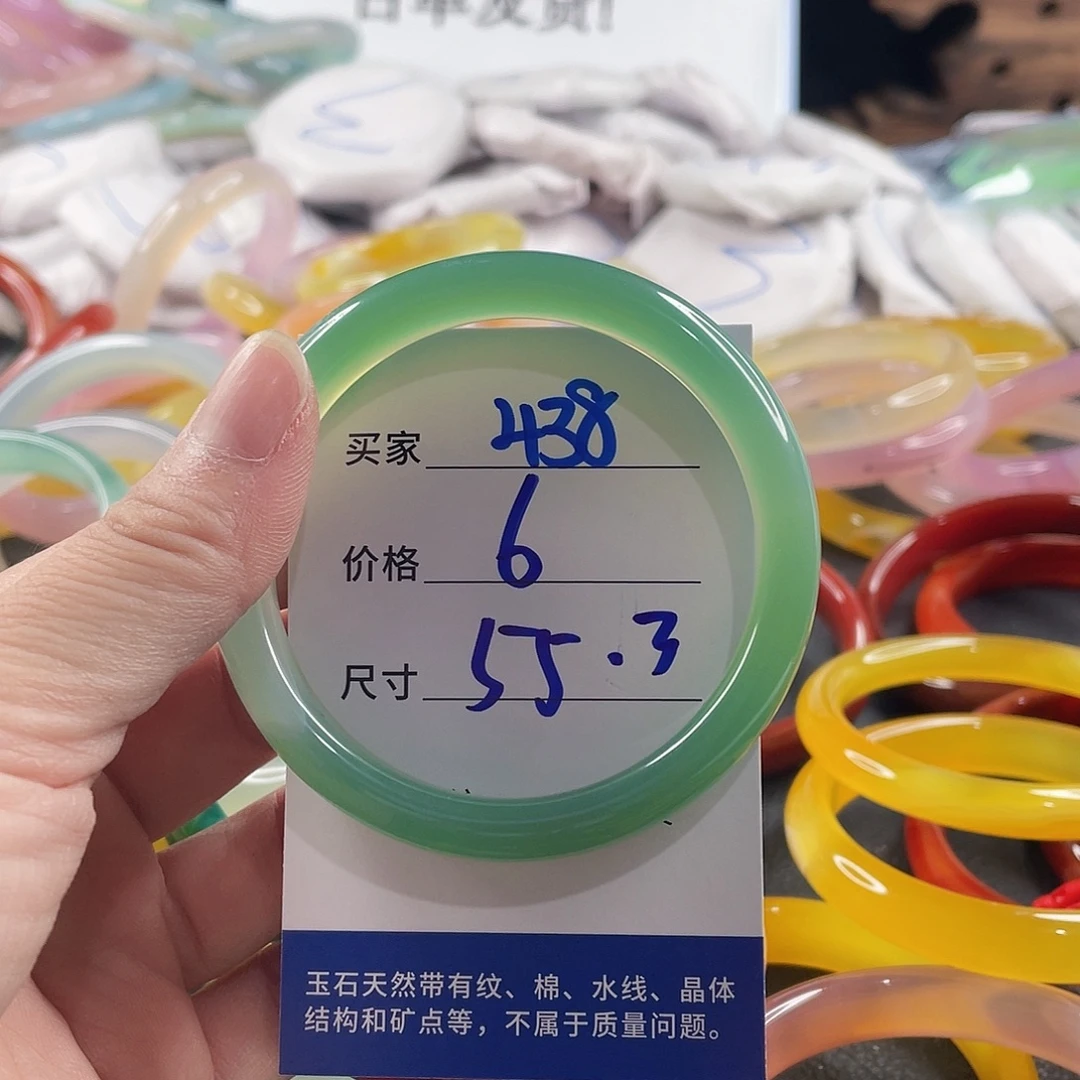 买家 438
价格 6
尺寸 55.3
玉石天然带有纹、棉、水线、晶体
结构和矿点等，不属于质量问题。